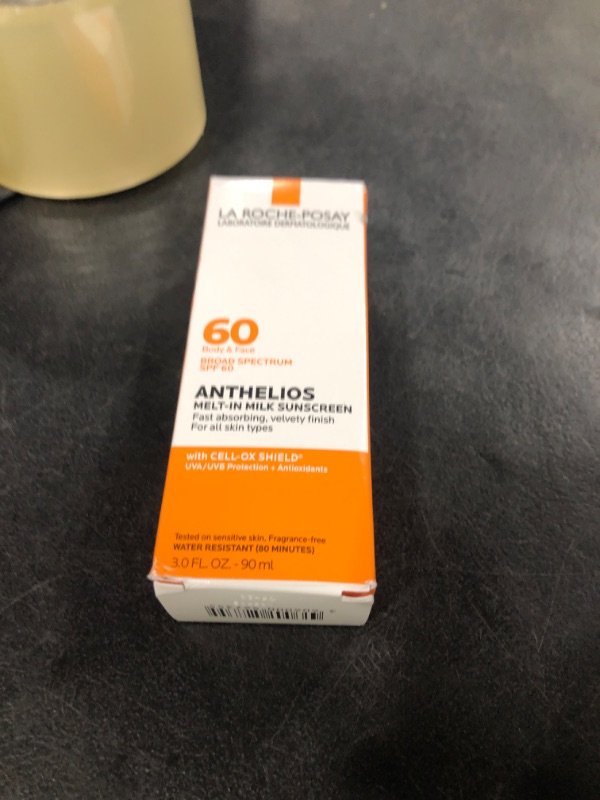 LA ROCHE-POSAY
LABORATOIRE DERMATOLOGIQUE
60
Body & Face
BROAD SPECTRUM
SPF 60
ANTHELIOS
MELT-IN MILK SUNSCREEN
Fast absorbing, velvety finish
For all skin types
with CELL-OX SHIELD®
UVA/UVB Protection + Antioxidants
Tested on sensitive skin. Fragrance-free
WATER RESISTANT (80 MINUTES)
3.0 FL. OZ. - 90 ml